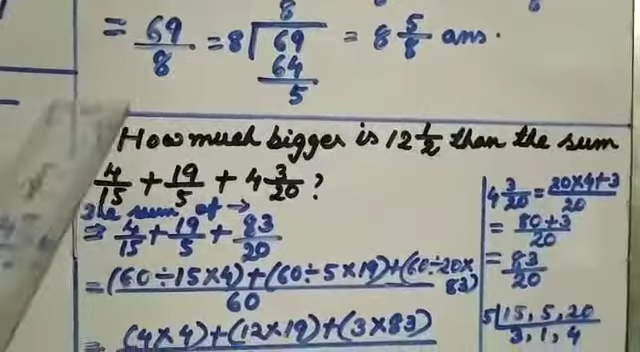 8
= 69/8 = 8 √69 = 8 5/8 ans.
64
5
How much bigger is 12 1/2 than the sum
4/15 + 19/5 + 4 3/20 ?
The sum of →
⇒ 4/15 + 19/5 + 83/20
= (60÷15×4)+(60÷5×19)+(60÷20×83)/60
= (4×4)+(12×19)+(3×83)
4 3/20 = 20×4+3/20
= 80+3/20
= 83/20
5 | 15, 5, 20
3, 1, 4